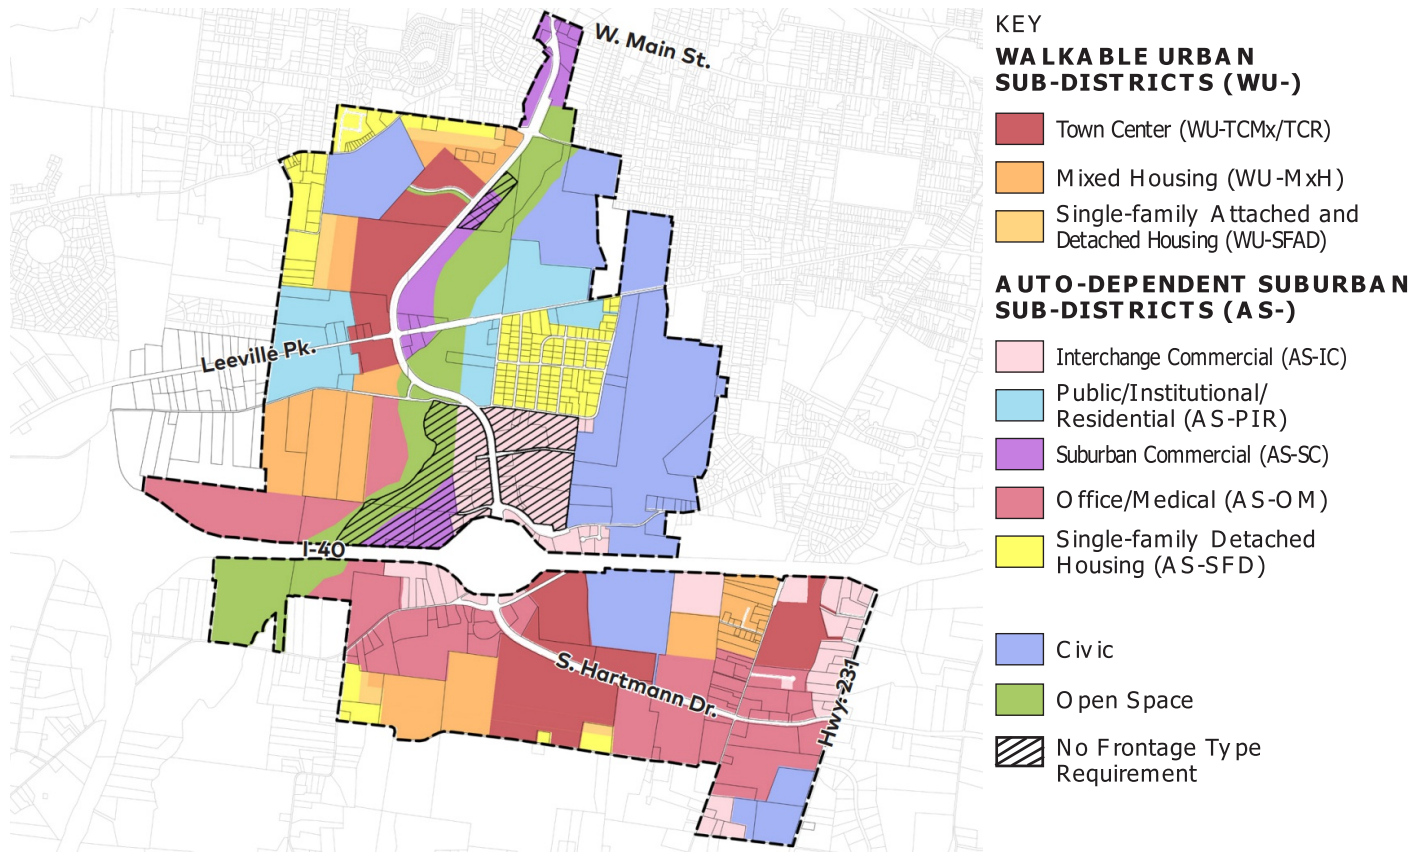 W. Main St.
Leeville Pk.
I-40
S. Hartmann Dr.
Hwy. 231
KEY
WALKABLE URBAN
SUB-DISTRICTS (WU-)
Town Center (WU-TCMx/TCR)
Mixed Housing (WU-MxH)
Single-family Attached and
Detached Housing (WU-SFAD)
AUTO-DEPENDENT SUBURBAN
SUB-DISTRICTS (AS-)
Interchange Commercial (AS-IC)
Public/Institutional/
Residential (AS-PIR)
Suburban Commercial (AS-SC)
Office/Medical (AS-OM)
Single-family Detached
Housing (AS-SFD)
Civic
Open Space
No Frontage Type
Requirement